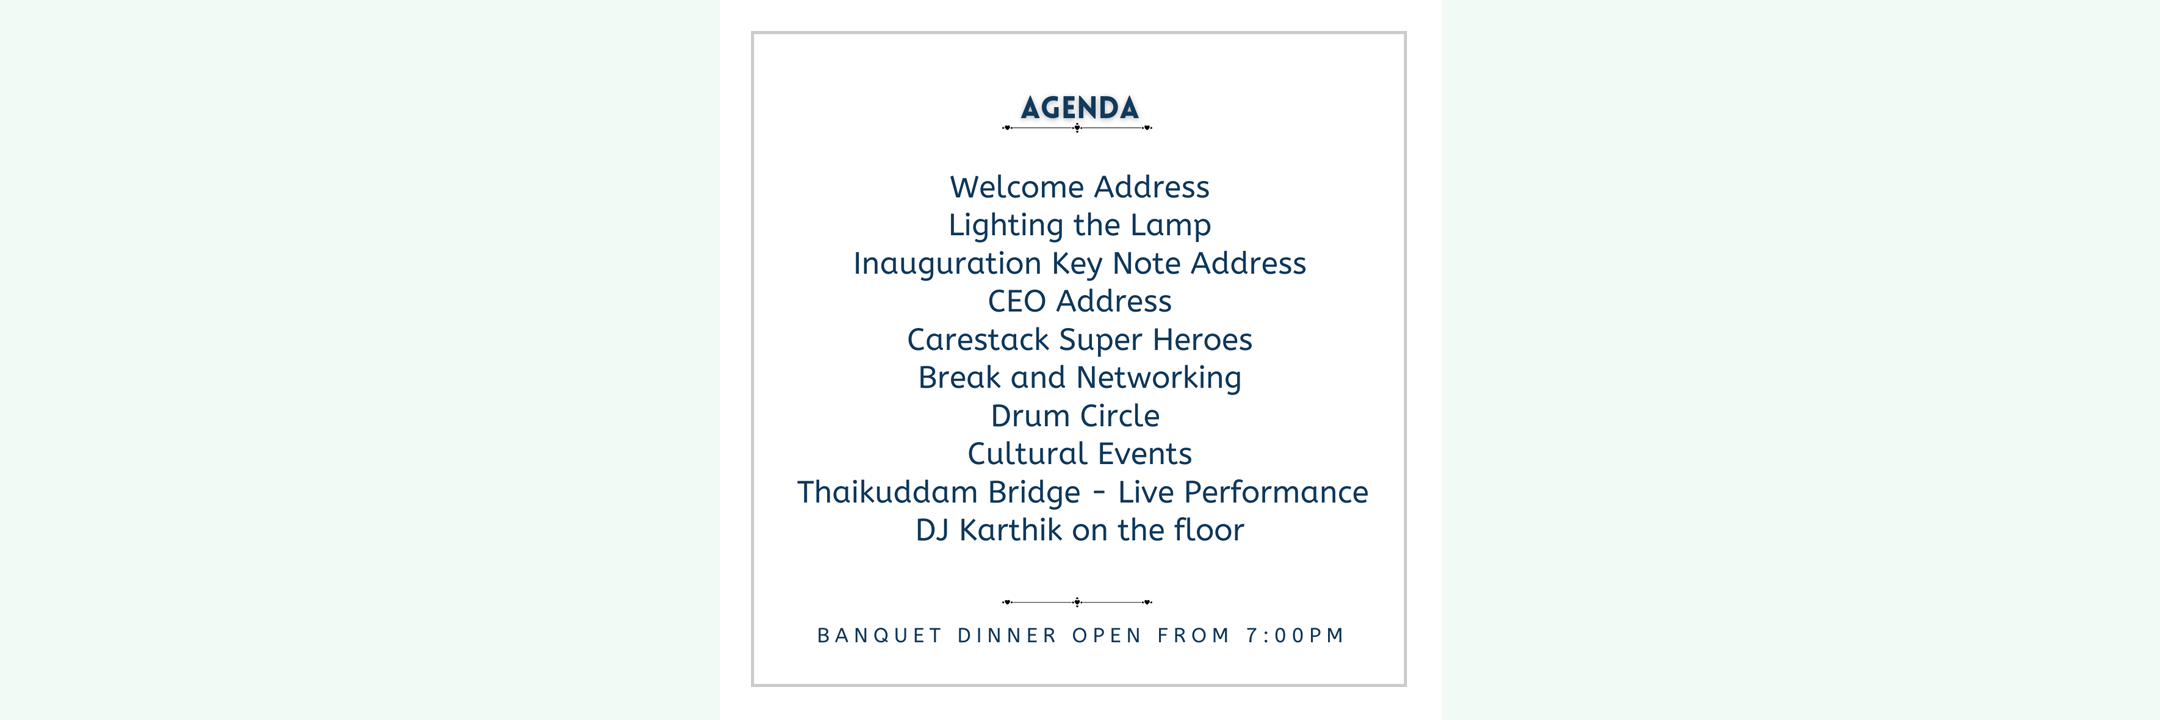 AGENDA
Welcome Address
Lighting the Lamp
Inauguration Key Note Address
CEO Address
Carestack Super Heroes
Break and Networking
Drum Circle
Cultural Events
Thaikuddam Bridge - Live Performance
DJ Karthik on the floor
BANQUET DINNER OPEN FROM 7:00PM